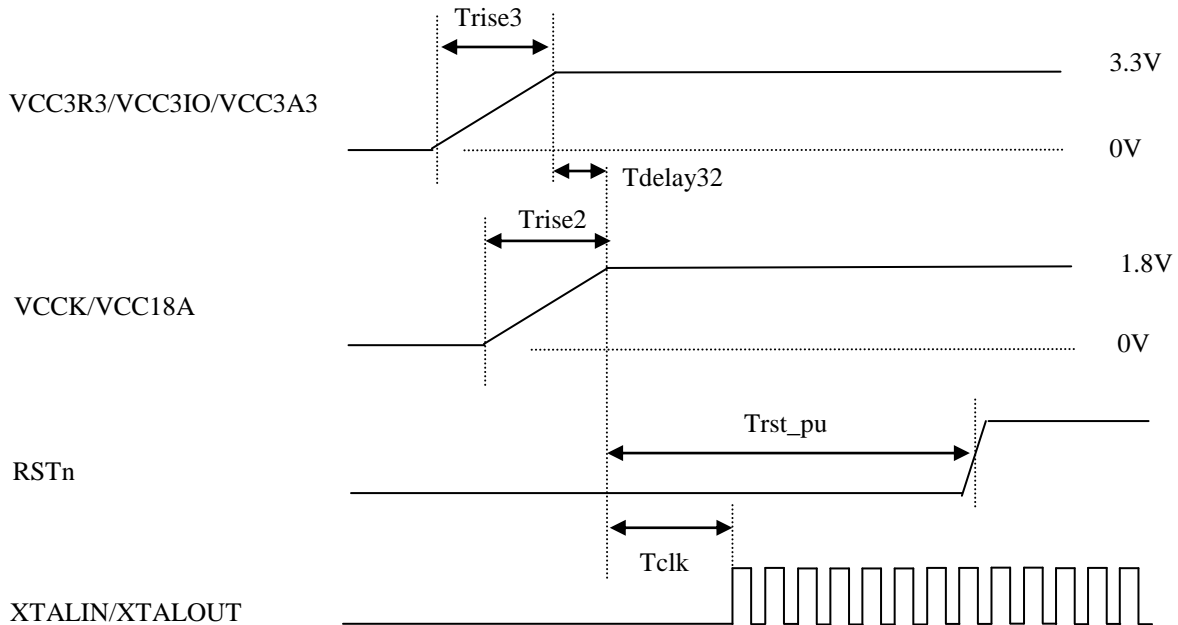 Trise3
3.3V
VCC3R3/VCC3IO/VCC3A3
0V
Tdelay32
Trise2
1.8V
VCCK/VCC18A
0V
Trst_pu
RSTn
Tclk
XTALIN/XTALOUT